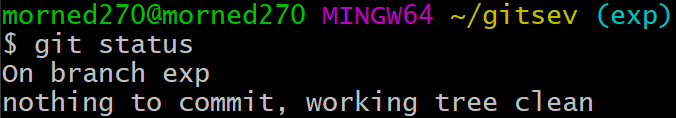 morned270@morned270 MINGW64 ~/gitsev (exp)
$ git status
On branch exp
nothing to commit, working tree clean